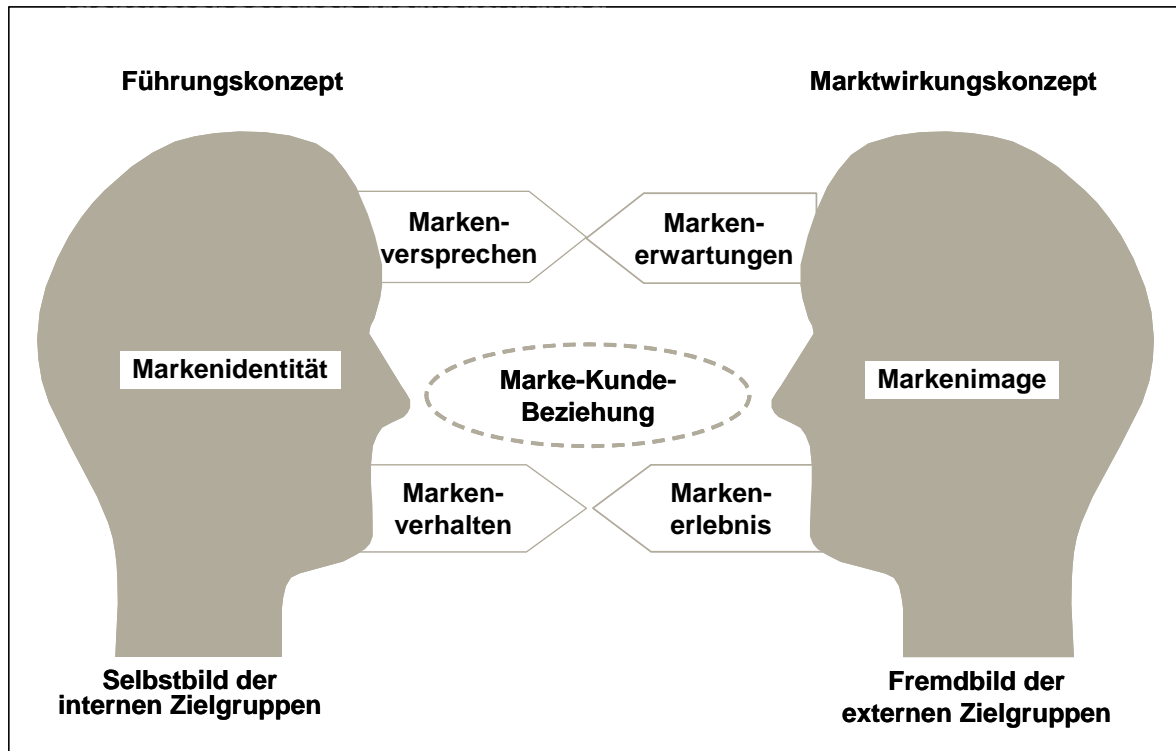 Führungskonzept
Marktwirkungskonzept
Marken-
versprechen
Marken-
erwartungen
Markenidentität
Marke-Kunde-
Beziehung
Markenimage
Marken-
verhalten
Marken-
erlebnis
Selbstbild der
internen Zielgruppen
Fremdbild der
externen Zielgruppen